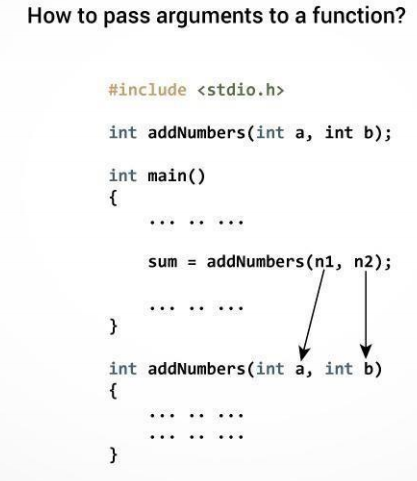 How to pass arguments to a function?
#include <stdio.h>
int addNumbers(int a, int b);
int main()
{
... .. ...
sum = addNumbers(n1, n2);
... .. ...
}
int addNumbers(int a, int b)
{
... .. ...
... .. ...
}